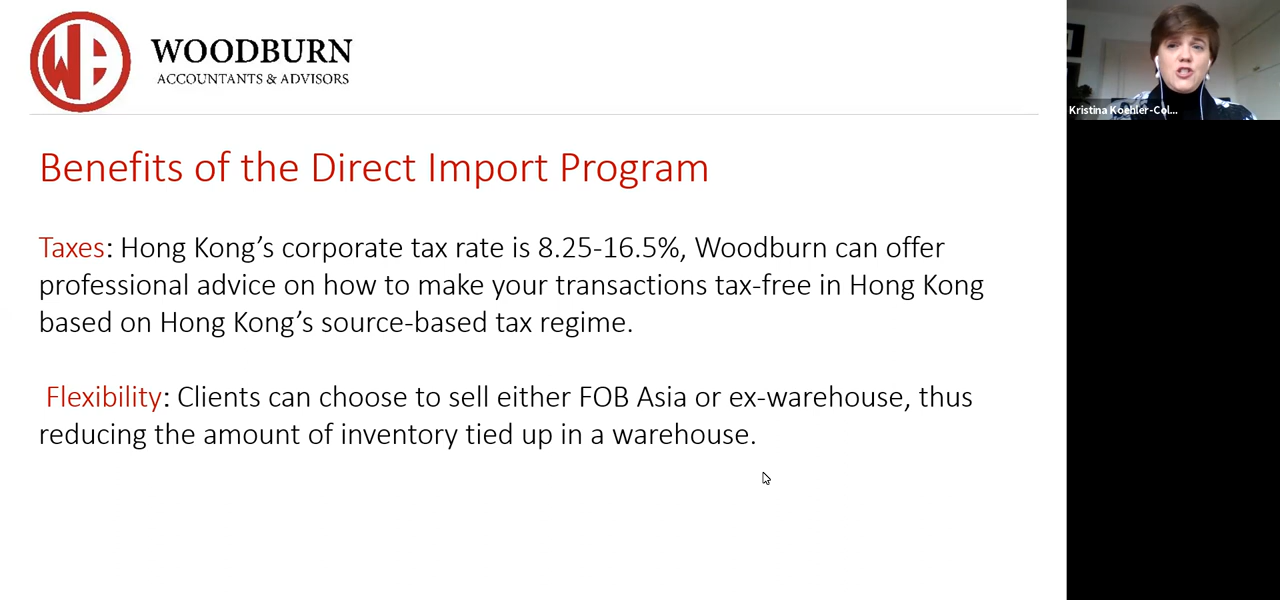 WB
WOODBURN
ACCOUNTANTS & ADVISORS
Kristina Koehler-Col...
Benefits of the Direct Import Program
Taxes: Hong Kong’s corporate tax rate is 8.25-16.5%, Woodburn can offer
professional advice on how to make your transactions tax-free in Hong Kong
based on Hong Kong’s source-based tax regime.
Flexibility: Clients can choose to sell either FOB Asia or ex-warehouse, thus
reducing the amount of inventory tied up in a warehouse.